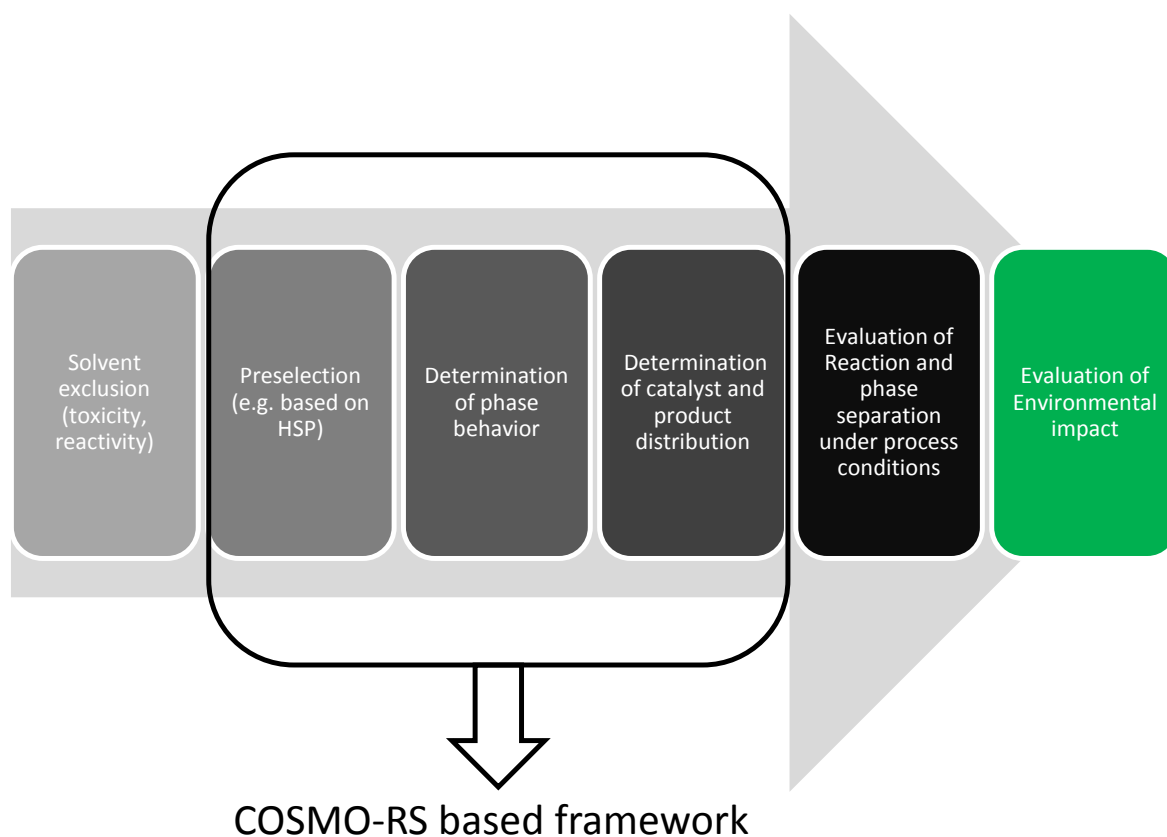 Solvent
exclusion
(toxicity,
reactivity)
Preselection
(e.g. based on
HSP)
Determination
of phase
behavior
Determination
of catalyst and
product
distribution
Evaluation of
Reaction and
phase
separation
under process
conditions
Evaluation of
Environmental
impact
COSMO-RS based framework